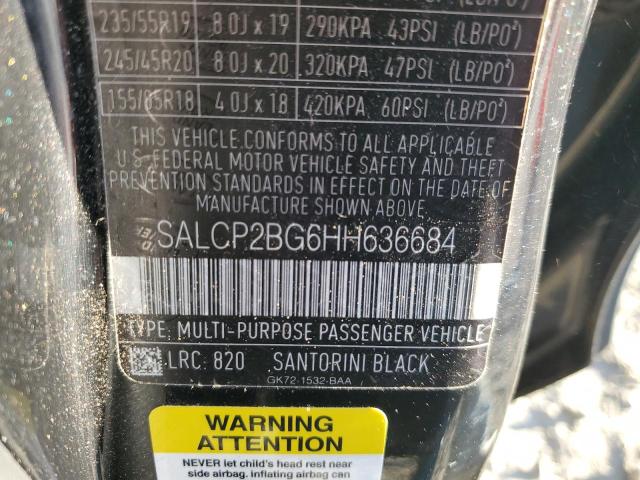 235/55R19 8.0J x 19 290KPA 43PSI (LB/PO²)
245/45R20 8.0J x 20 320KPA 47PSI (LB/PO²)
155/85R18 4.0J x 18 420KPA 60PSI (LB/PO²)
THIS VEHICLE CONFORMS TO ALL APPLICABLE
U.S. FEDERAL MOTOR VEHICLE SAFETY AND THEFT
PREVENTION STANDARDS IN EFFECT ON THE DATE OF
MANUFACTURE SHOWN ABOVE.
SALCP2BG6HH636684
TYPE: MULTI-PURPOSE PASSENGER VEHICLE
LRC: 820 SANTORINI BLACK
GK72-1532-BAA
WARNING
ATTENTION
NEVER let child's head rest near
side airbag. inflating airbag can